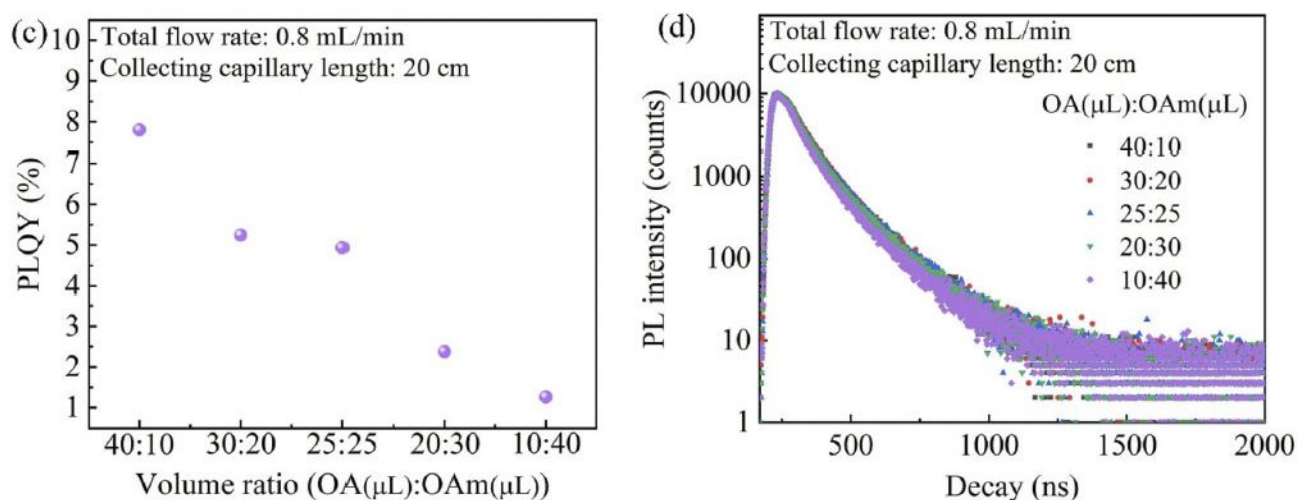 (c)
Total flow rate: 0.8 mL/min
Collecting capillary length: 20 cm
10
9
8
7
6
5
4
3
2
1
PLQY (%)
40:10 30:20 25:25 20:30 10:40
Volume ratio (OA(μL):OAm(μL))
(d)
Total flow rate: 0.8 mL/min
Collecting capillary length: 20 cm
OA(μL):OAm(μL)
40:10
30:20
25:25
20:30
10:40
10000
1000
100
10
1
PL intensity (counts)
500 1000 1500 2000
Decay (ns)